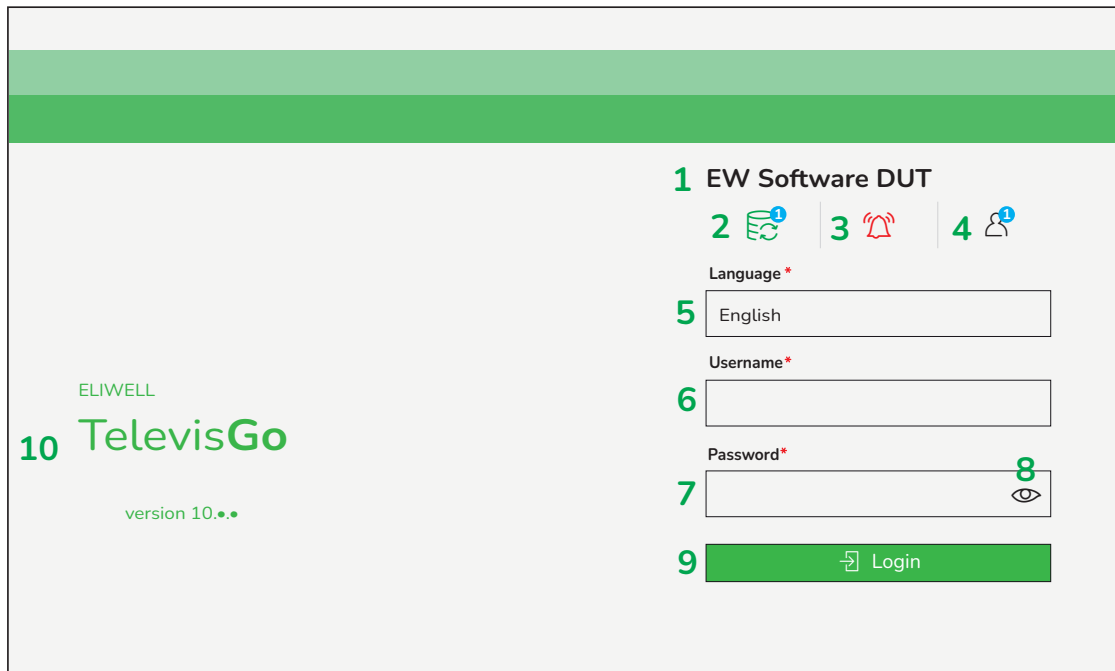 1 EW Software DUT
2 1 3 4 1
Language *
5 English
Username*
6
ELIWELL
10 TelevisGo
version 10.•.•
Password*
8
7
9 Login